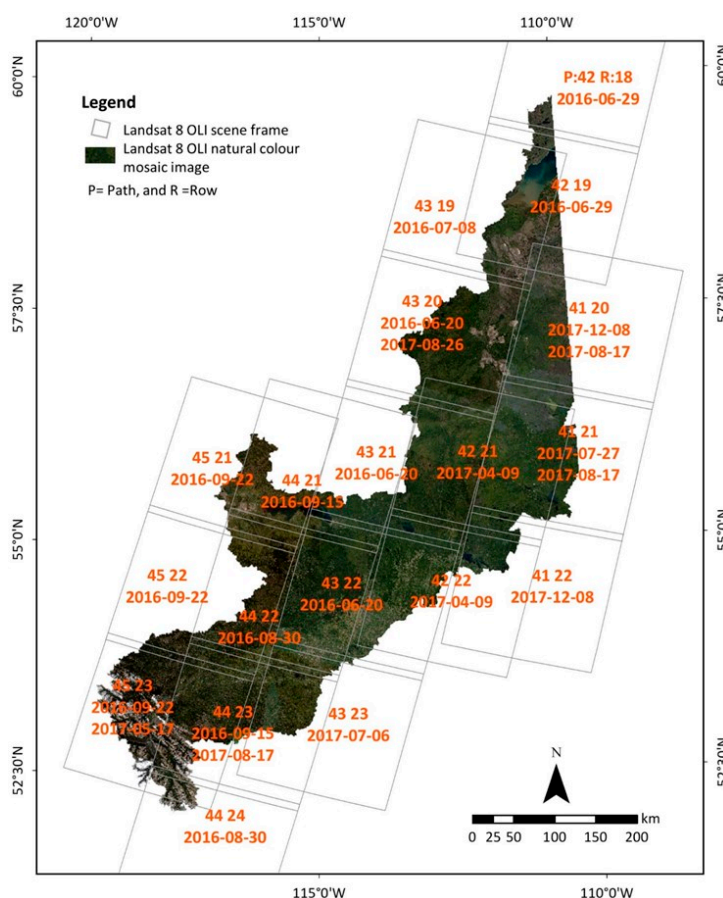 120°0'W
115°0'W
110°0'W
60°0'N
60°0'N
P:42 R:18
2016-06-29
Legend
Landsat 8 OLI scene frame
Landsat 8 OLI natural colour
mosaic image
P= Path, and R =Row
42 19
2016-06-29
43 19
2016-07-08
57°30'N
57°30'N
43 20
2016-06-20
2017-08-26
41 20
2017-12-08
2017-08-17
45 21
2016-09-22
44 21
2016-09-15
43 21
2016-06-20
42 21
2017-04-09
41 21
2017-07-27
2017-08-17
55°0'N
55°0'N
45 22
2016-09-22
44 22
2016-08-30
43 22
2016-06-20
42 22
2017-04-09
41 22
2017-12-08
45 23
2016-09-22
2017-05-17
44 23
2016-09-15
2017-08-17
43 23
2017-07-06
52°30'N
52°30'N
44 24
2016-08-30
N
km
0 25 50 100 150 200
115°0'W
110°0'W